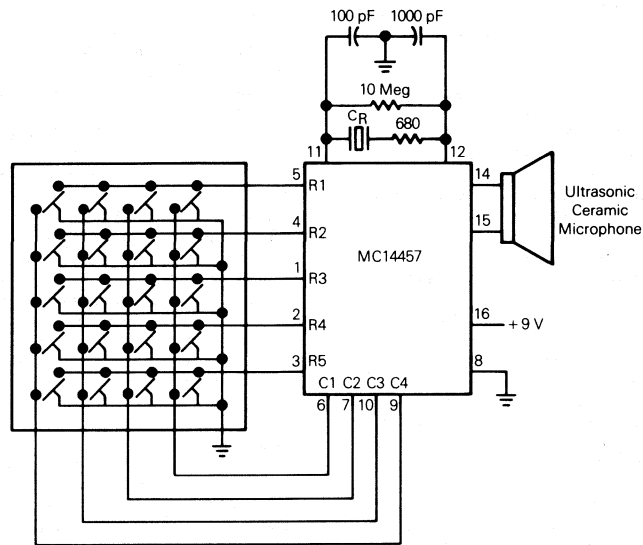 100 pF 1000 pF
10 Meg
CR 680
11 12
5 R1 14
4 R2 15
Ultrasonic
Ceramic
Microphone
1 R3 MC14457
2 R4 16 +9 V
3 R5 8
C1 C2 C3 C4
6 7 10 9